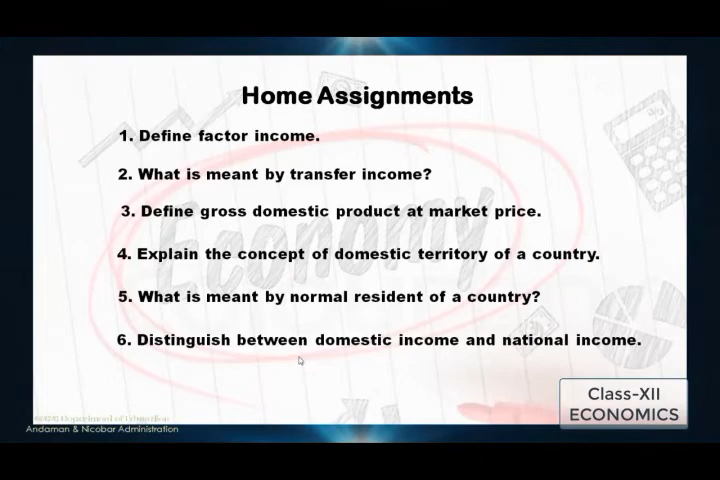 Home Assignments
1. Define factor income.
2. What is meant by transfer income?
3. Define gross domestic product at market price.
4. Explain the concept of domestic territory of a country.
5. What is meant by normal resident of a country?
6. Distinguish between domestic income and national income.
Economy
Class-XII
ECONOMICS
Department of Education
Andaman & Nicobar Administration